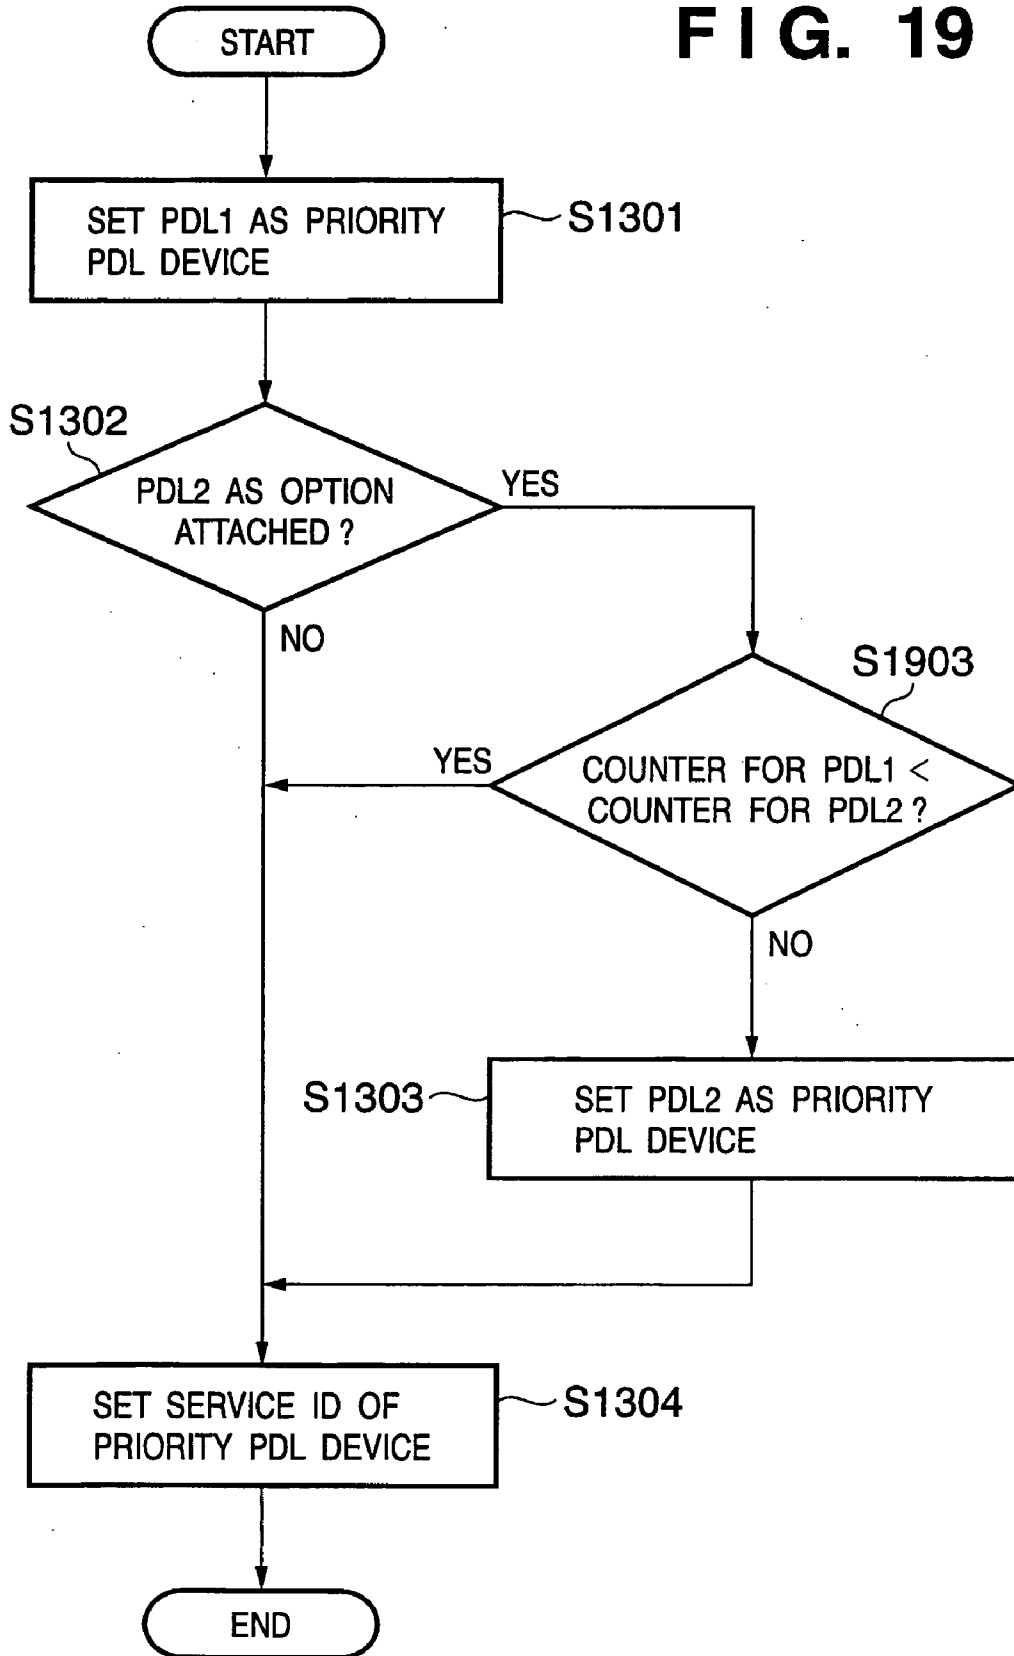 FIG. 19
START
SET PDL1 AS PRIORITY
PDL DEVICE
S1301
S1302
PDL2 AS OPTION
ATTACHED?
YES
NO
S1903
COUNTER FOR PDL1 <
COUNTER FOR PDL2?
YES
NO
S1303
SET PDL2 AS PRIORITY
PDL DEVICE
SET SERVICE ID OF
PRIORITY PDL DEVICE
S1304
END